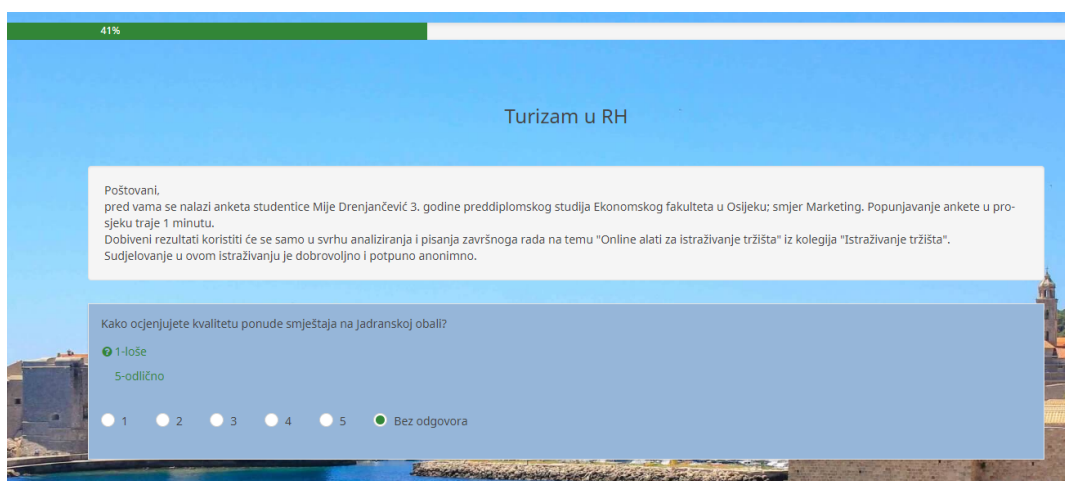 41%
Turizam u RH
Poštovani,
pred vama se nalazi anketa studentice Mije Drenjančević 3. godine preddiplomskog studija Ekonomskog fakulteta u Osijeku; smjer Marketing. Popunjavanje ankete u pro-
sjeku traje 1 minutu.
Dobiveni rezultati koristiti će se samo u svrhu analiziranja i pisanja završnoga rada na temu "Online alati za istraživanje tržišta" iz kolegija "Istraživanje tržišta".
Sudjelovanje u ovom istraživanju je dobrovoljno i potpuno anonimno.
Kako ocjenjujete kvalitetu ponude smještaja na Jadranskoj obali?
1-loše
5-odlično
1 2 3 4 5 Bez odgovora